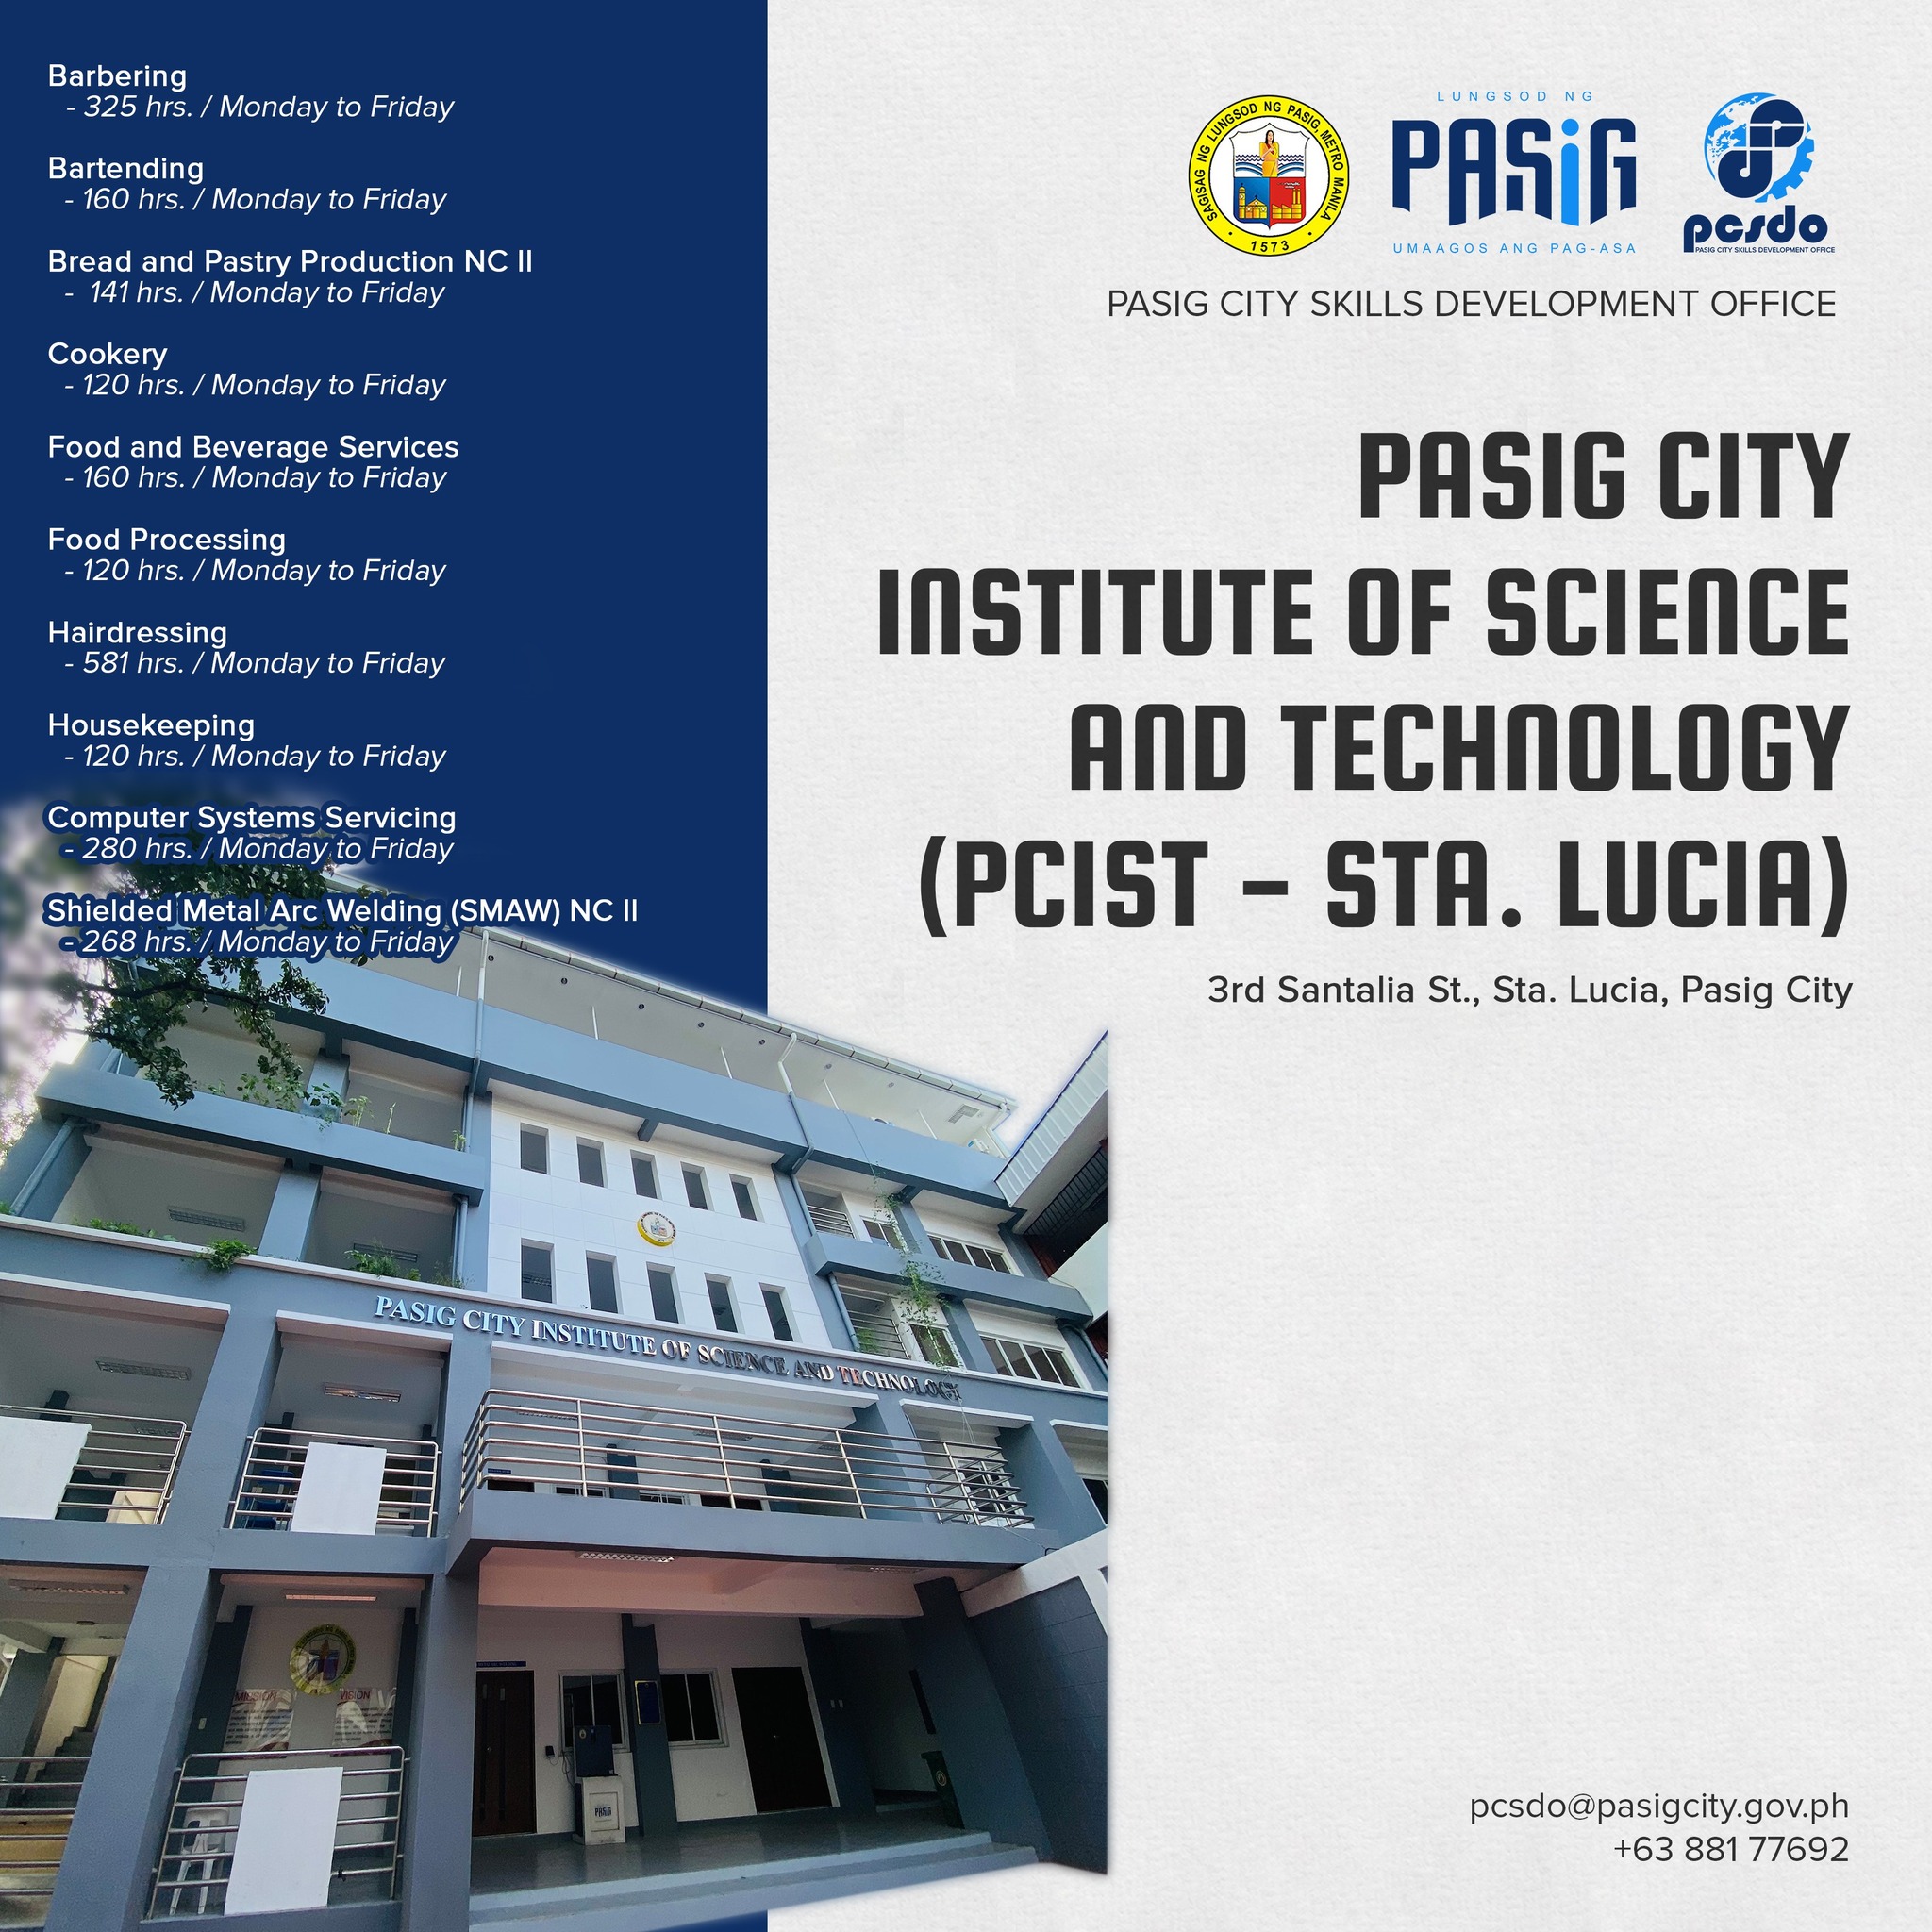 Barbering
- 325 hrs. / Monday to Friday
Bartending
- 160 hrs. / Monday to Friday
Bread and Pastry Production NC II
- 141 hrs. / Monday to Friday
Cookery
- 120 hrs. / Monday to Friday
Food and Beverage Services
- 160 hrs. / Monday to Friday
Food Processing
- 120 hrs. / Monday to Friday
Hairdressing
- 581 hrs. / Monday to Friday
Housekeeping
- 120 hrs. / Monday to Friday
Computer Systems Servicing
- 280 hrs. / Monday to Friday
Shielded Metal Arc Welding (SMAW) NC II
- 268 hrs. / Monday to Friday
SAGISAG NG LUNGSOD NG PASIG, METRO MANILA
1573
LUNGSOD NG
PASiG
UMAAGOS ANG PAG-ASA
pcsdo
PASIG CITY SKILLS DEVELOPMENT OFFICE
PASIG CITY SKILLS DEVELOPMENT OFFICE
PASIG CITY
INSTITUTE OF SCIENCE
AND TECHNOLOGY
(PCIST – STA. LUCIA)
3rd Santalia St., Sta. Lucia, Pasig City
PASIG CITY INSTITUTE OF SCIENCE AND TECHNOLOGY
MISSION
VISION
PASiG
pcsdo@pasigcity.gov.ph
+63 881 77692